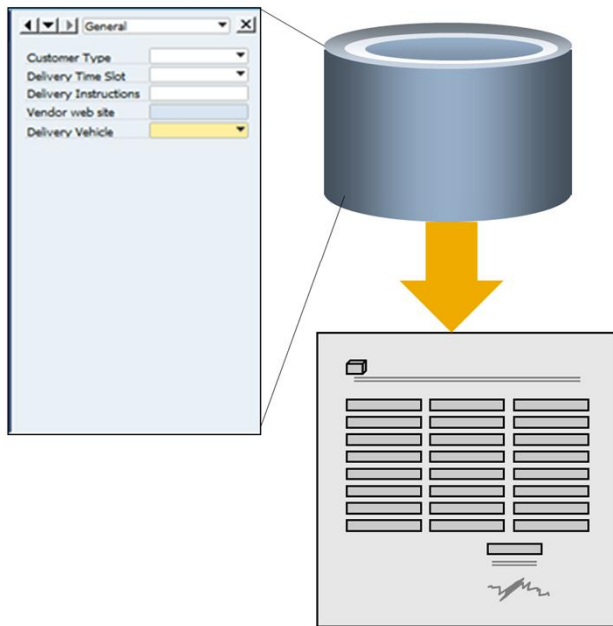 General
Customer Type
Delivery Time Slot
Delivery Instructions
Vendor web site
Delivery Vehicle